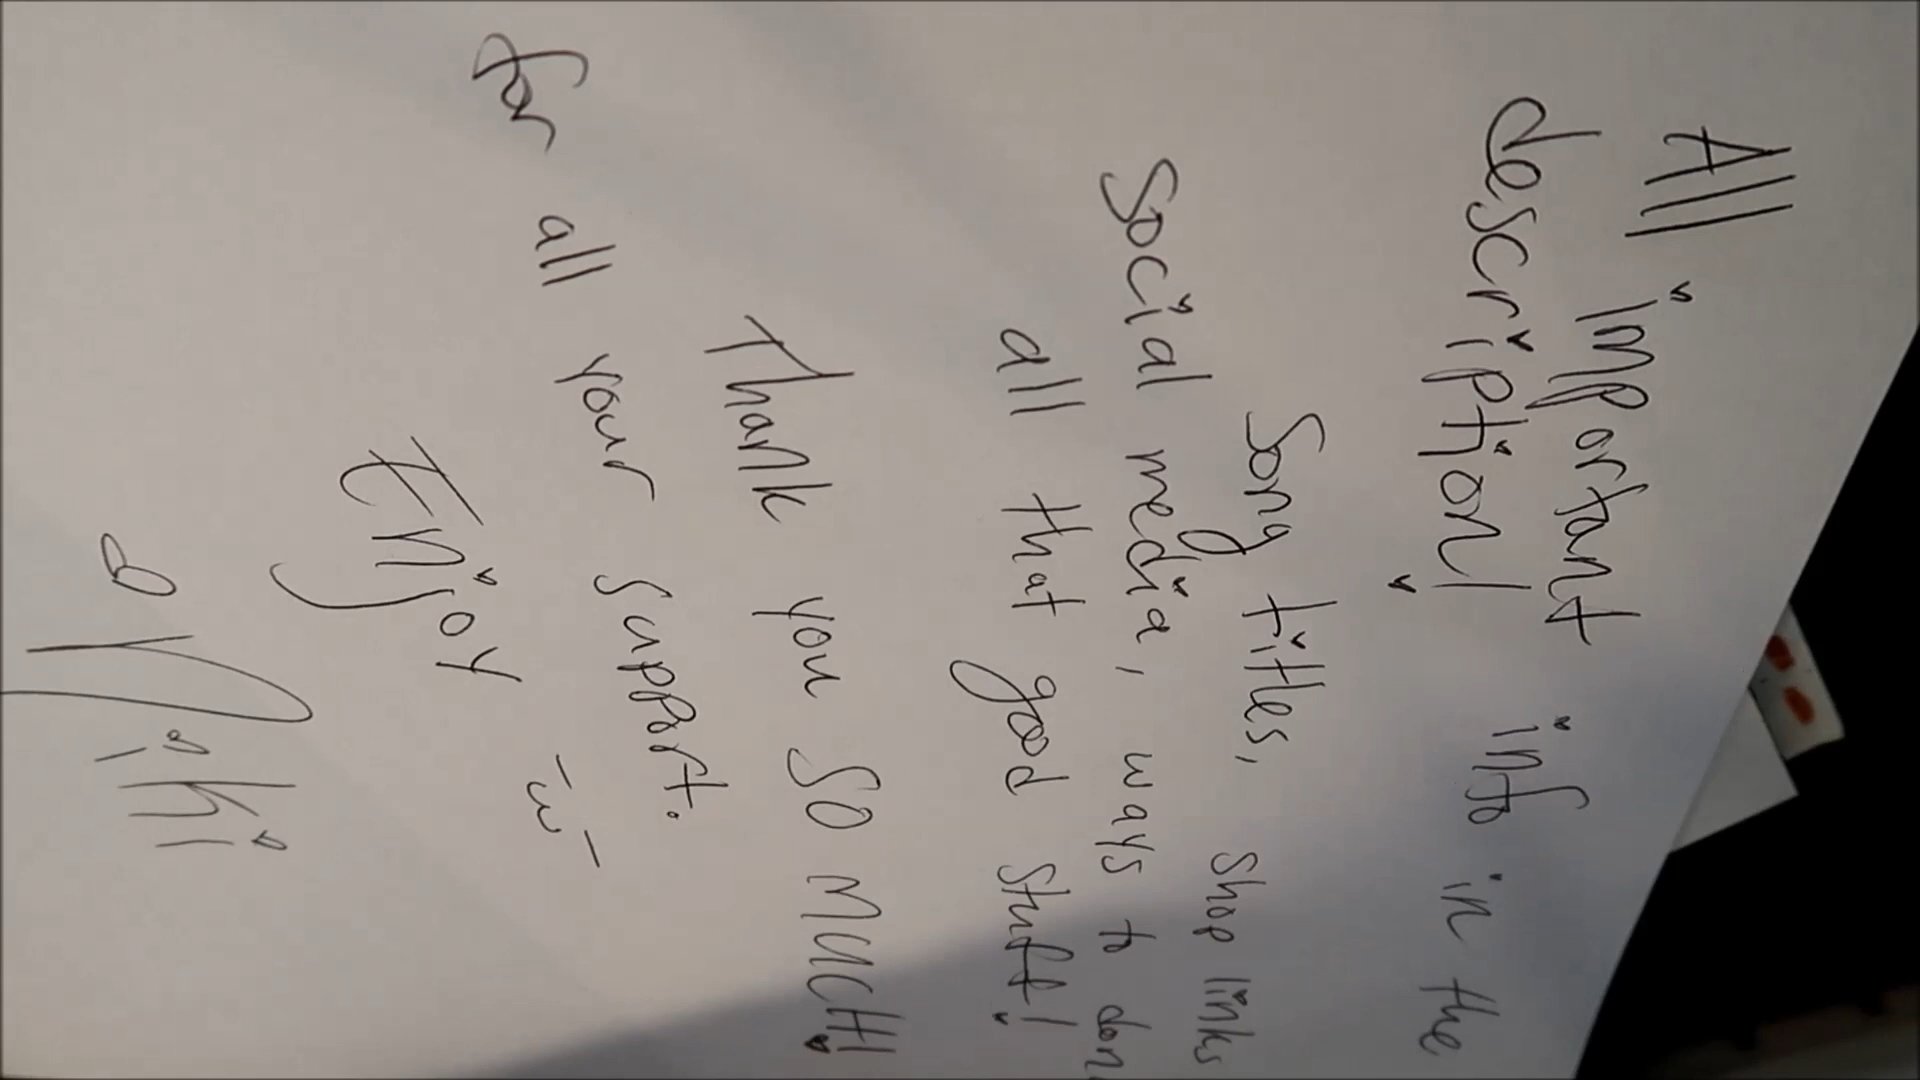 All important info in the
description!
Song titles, shop links
social media, ways to don
all that good stuff!
Thank you SO MUCH!
for all your support.
Enjoy -w-